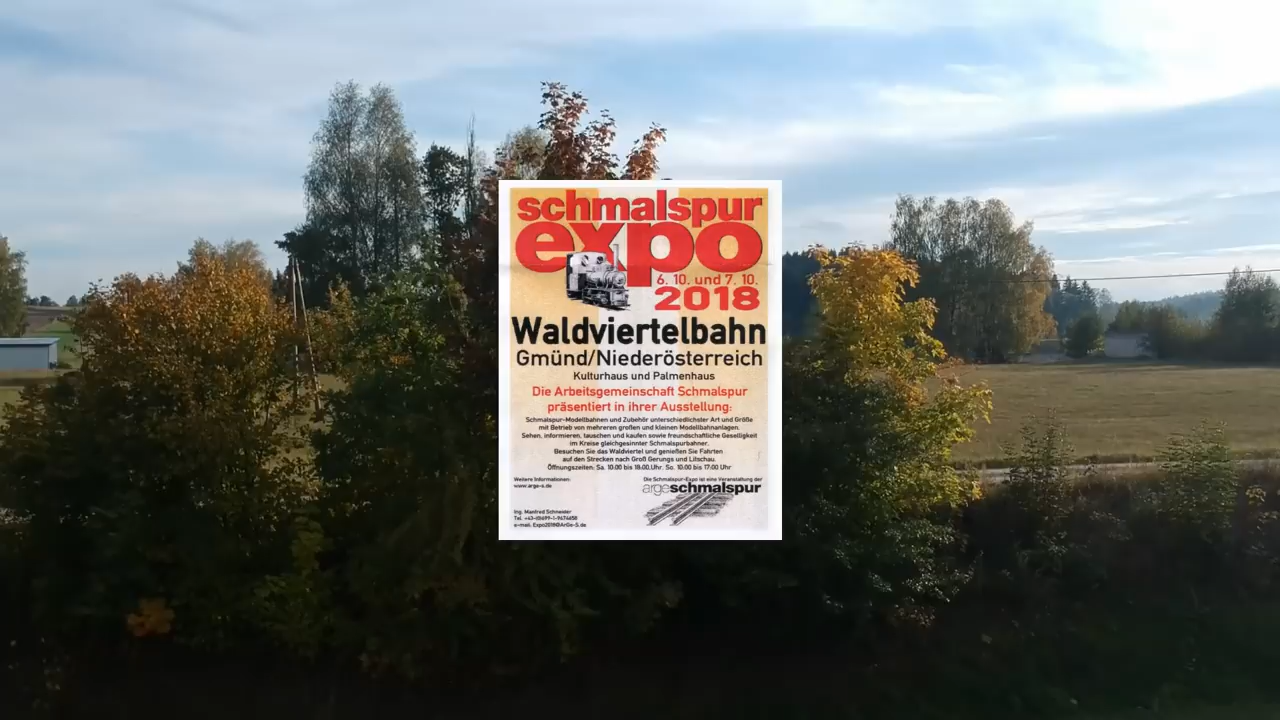 schmalspur
expo
6. 10. und 7. 10.
2018
Waldviertelbahn
Gmünd/Niederösterreich
Kulturhaus und Palmenhaus
Die Arbeitsgemeinschaft Schmalspur
präsentiert in ihrer Ausstellung:
Schmalspur-Modellbahnen und Zubehör unterschiedlichster Art und Größe
mit Betrieb von mehreren großen und kleinen Modellbahnanlagen.
Sehen, informieren, tauschen und kaufen sowie freundschaftliche Geselligkeit
im Kreise gleichgesinnter Schmalspurbahner.
Besuchen Sie das Waldviertel und genießen Sie Fahrten
auf den Strecken nach Groß Gerungs und Litschau.
Öffnungszeiten: Sa. 10:00 bis 18:00 Uhr. So. 10:00 bis 17:00 Uhr
Weitere Informationen:
www.arge-s.de
Die Schmalspur-Expo ist eine Veranstaltung der
argeschmalspur
Ing. Manfred Schneider